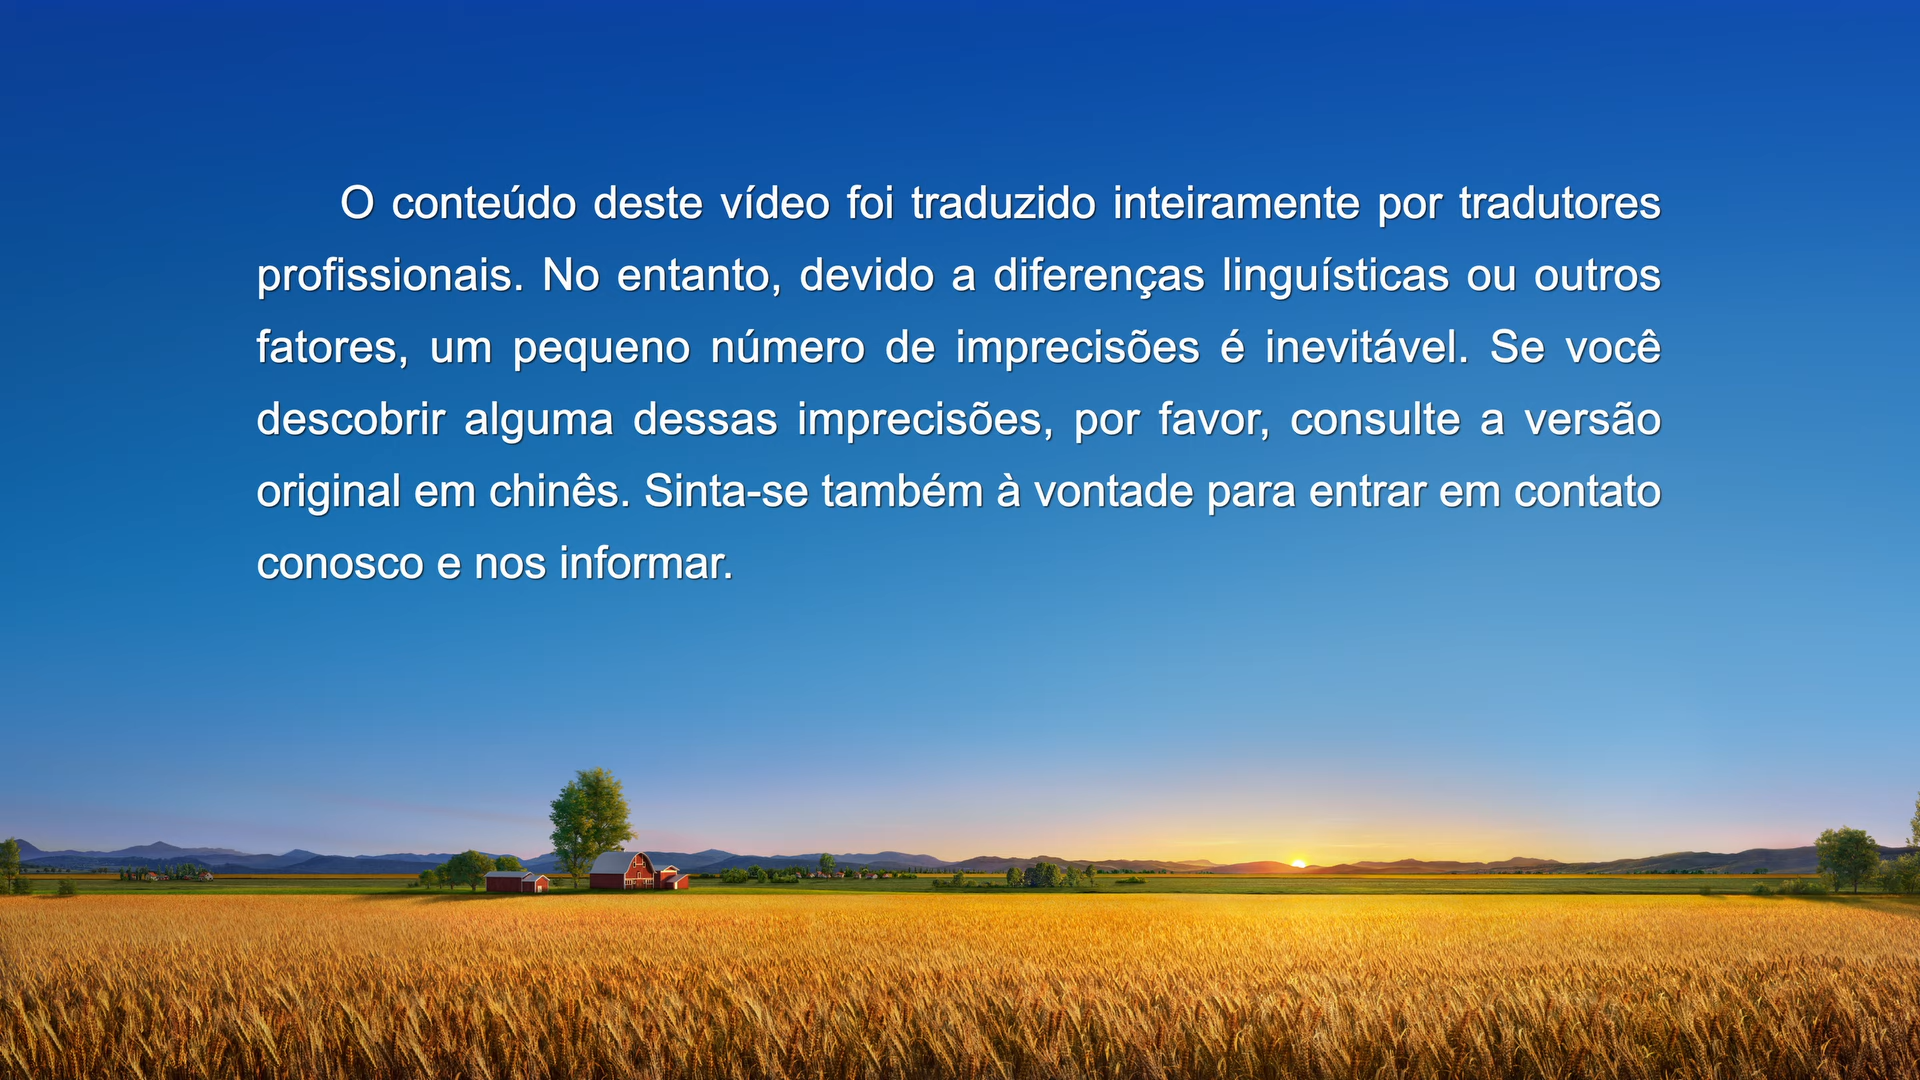 O conteúdo deste vídeo foi traduzido inteiramente por tradutores
profissionais. No entanto, devido a diferenças linguísticas ou outros
fatores, um pequeno número de imprecisões é inevitável. Se você
descobrir alguma dessas imprecisões, por favor, consulte a versão
original em chinês. Sinta-se também à vontade para entrar em contato
conosco e nos informar.